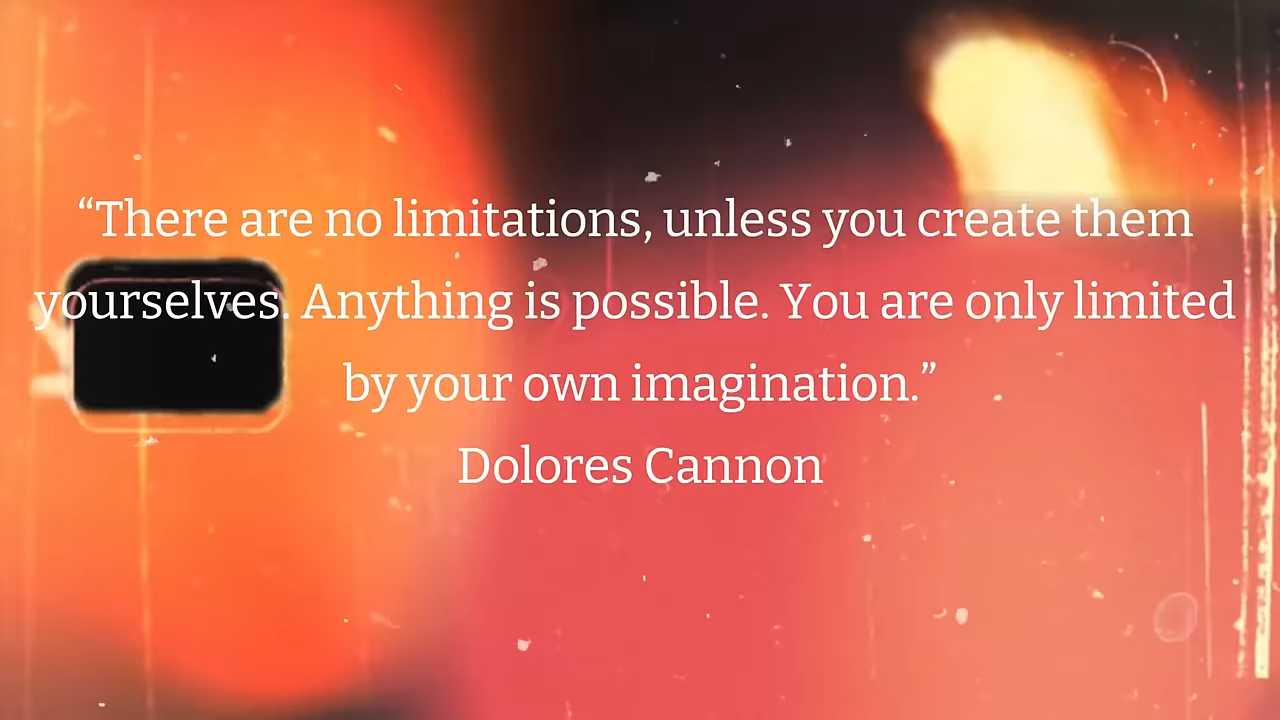 “There are no limitations, unless you create them
yourselves. Anything is possible. You are only limited
by your own imagination.”
Dolores Cannon